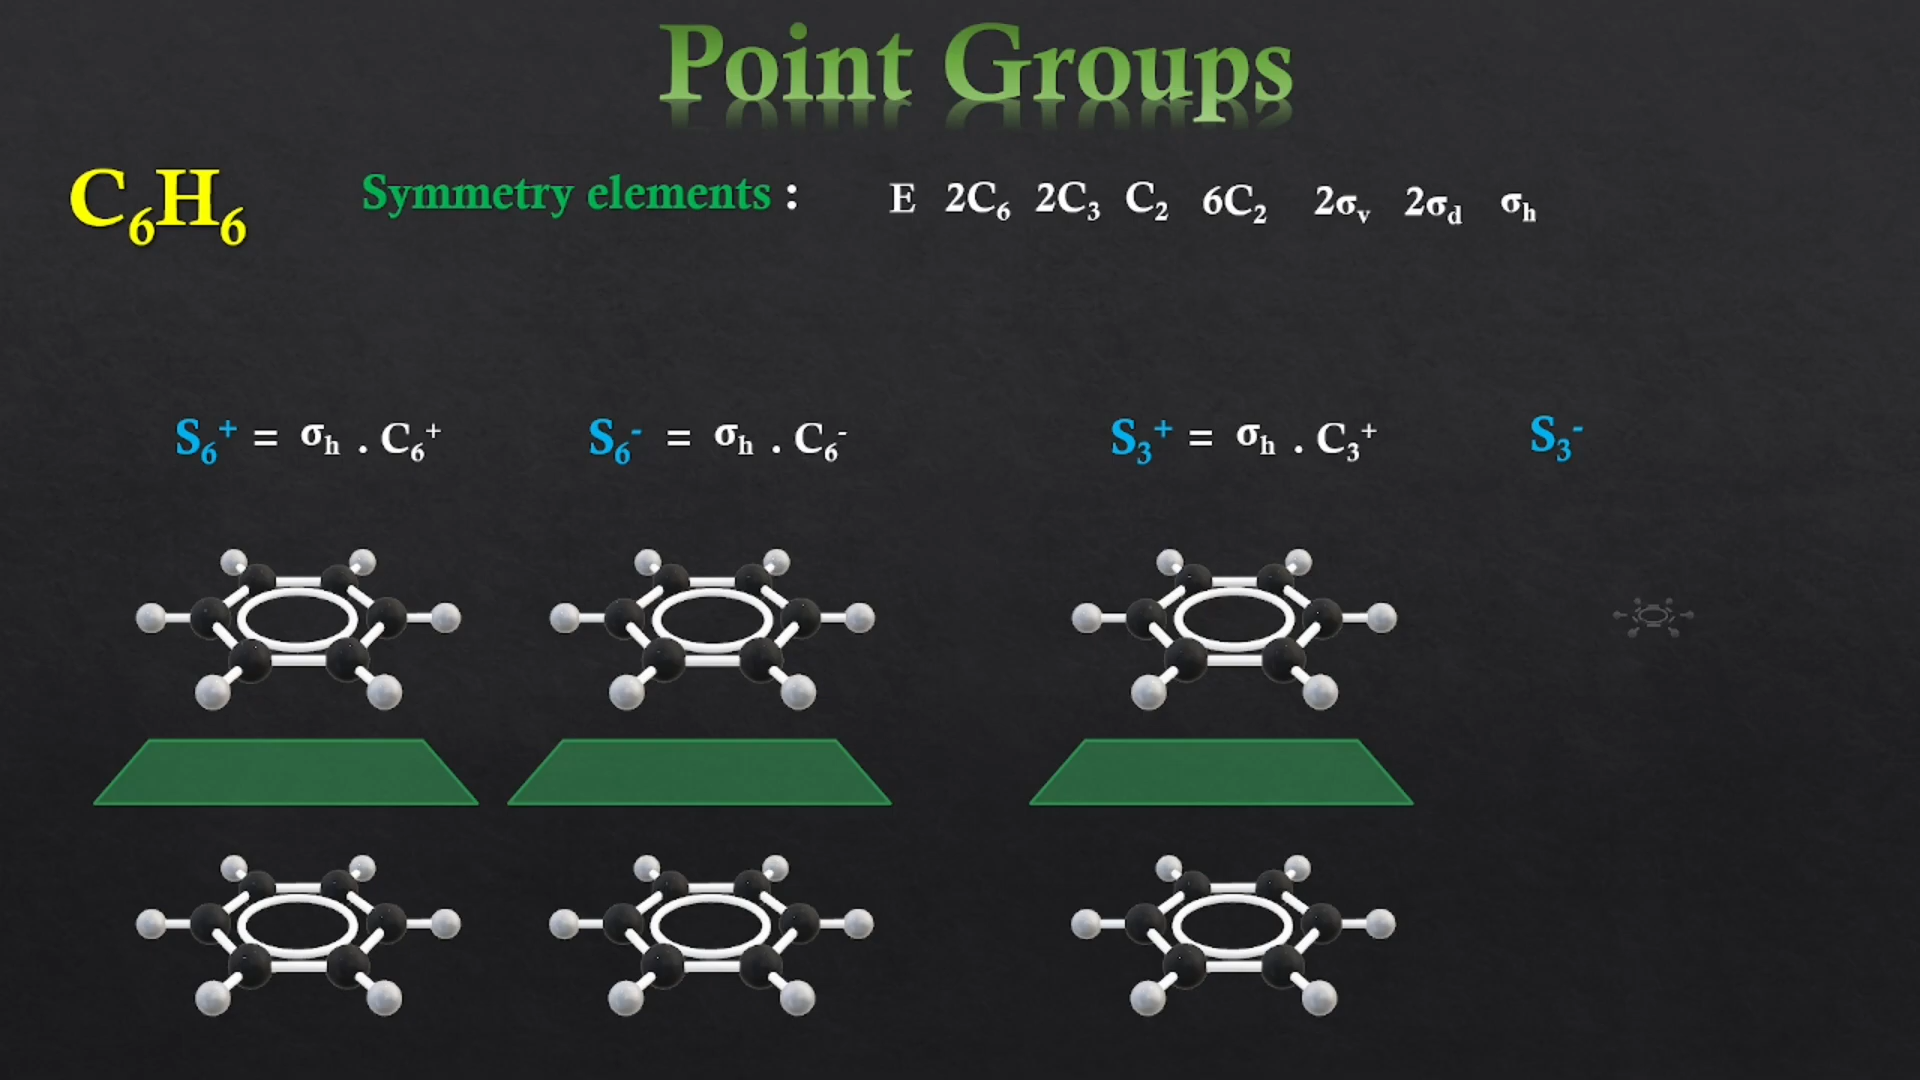 Point Groups
C₆H₆ Symmetry elements : E 2C₆ 2C₃ C₂ 6C₂ 2σᵥ 2σd σh
S₆⁺ = σh . C₆⁺ S₆⁻ = σh . C₆⁻ S₃⁺ = σh . C₃⁺ S₃⁻